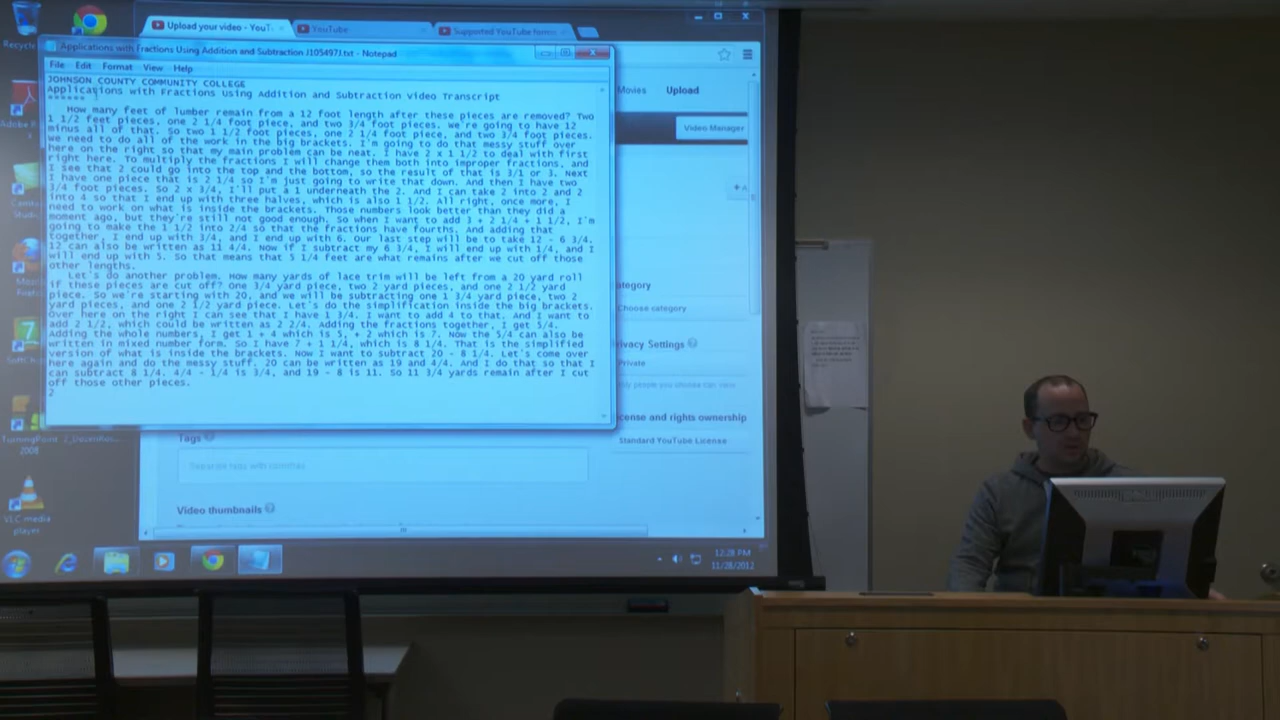 Upload your video - YouT
YouTube
Supported YouTube
Recycle
Applications with Fractions Using Addition and Subtraction J105497J.txt - Notepad
File Edit Format View Help
JOHNSON COUNTY COMMUNITY COLLEGE
Applications with Fractions Using Addition and Subtraction Video Transcript
******
How many feet of lumber remain from a 12 foot length after these pieces are removed? Two
1 1/2 feet pieces, one 2 1/4 foot piece, and two 3/4 foot pieces. We're going to have 12
minus all of that. So two 1 1/2 foot pieces, one 2 1/4 foot piece, and two 3/4 foot pieces.
we need to do all of the work in the big brackets. I'm going to do that messy stuff over
here on the right so that my main problem can be neat. I have 2 x 1 1/2 to deal with first
right here. To multiply the fractions I will change them both into improper fractions, and
I see that 2 could go into the top and the bottom, so the result of that is 3/1 or 3. Next
I have one piece that is 2 1/4 so I'm just going to write that down. And then I have two
3/4 foot pieces. So 2 x 3/4, I'll put a 1 underneath the 2. And I can take 2 into 2 and 2
into 4 so that I end up with three halves, which is also 1 1/2. All right, once more, I
need to work on what is inside the brackets. Those numbers look better than they did a
moment ago, but they're still not good enough. So when I want to add 3 + 2 1/4 + 1 1/2, I'm
going to make the 1 1/2 into 2/4 so that the fractions have fourths. And adding that
together, I end up with 3/4, and I end up with 6. Our last step will be to take 12 - 6 3/4.
12 can also be written as 11 4/4. Now if I subtract my 6 3/4, I will end up with 1/4, and I
will end up with 5. So that means that 5 1/4 feet are what remains after we cut off those
other lengths.
Let's do another problem. How many yards of lace trim will be left from a 20 yard roll
if these pieces are cut off? One 3/4 yard piece, two 2 yard pieces, and one 2 1/2 yard
piece. So we're starting with 20, and we will be subtracting one 1 3/4 yard piece, two 2
yard pieces, and one 2 1/2 yard piece. Let's do the simplification inside the big brackets.
Over here on the right I can see that I have 1 3/4. I want to add 4 to that. And I want to
add 2 1/2, which could be written as 2 2/4. Adding the fractions together, I get 5/4.
Adding the whole numbers, I get 1 + 4 which is 5, + 2 which is 7. Now the 5/4 can also be
written in mixed number form. So I have 7 + 1 1/4, which is 8 1/4. That is the simplified
version of what is inside the brackets. Now I want to subtract 20 - 8 1/4. Let's come over
here again and do the messy stuff. 20 can be written as 19 and 4/4. And I do that so that I
can subtract 8 1/4. 4/4 - 1/4 is 3/4, and 19 - 8 is 11. So 11 3/4 yards remain after I cut
off those other pieces.
2
Movies Upload
Video Manager
Choose category
Privacy Settings
Private
License and rights ownership
Standard YouTube License
Tags
Video thumbnails
2008
VLC media
player
12:28 PM
11/28/2012